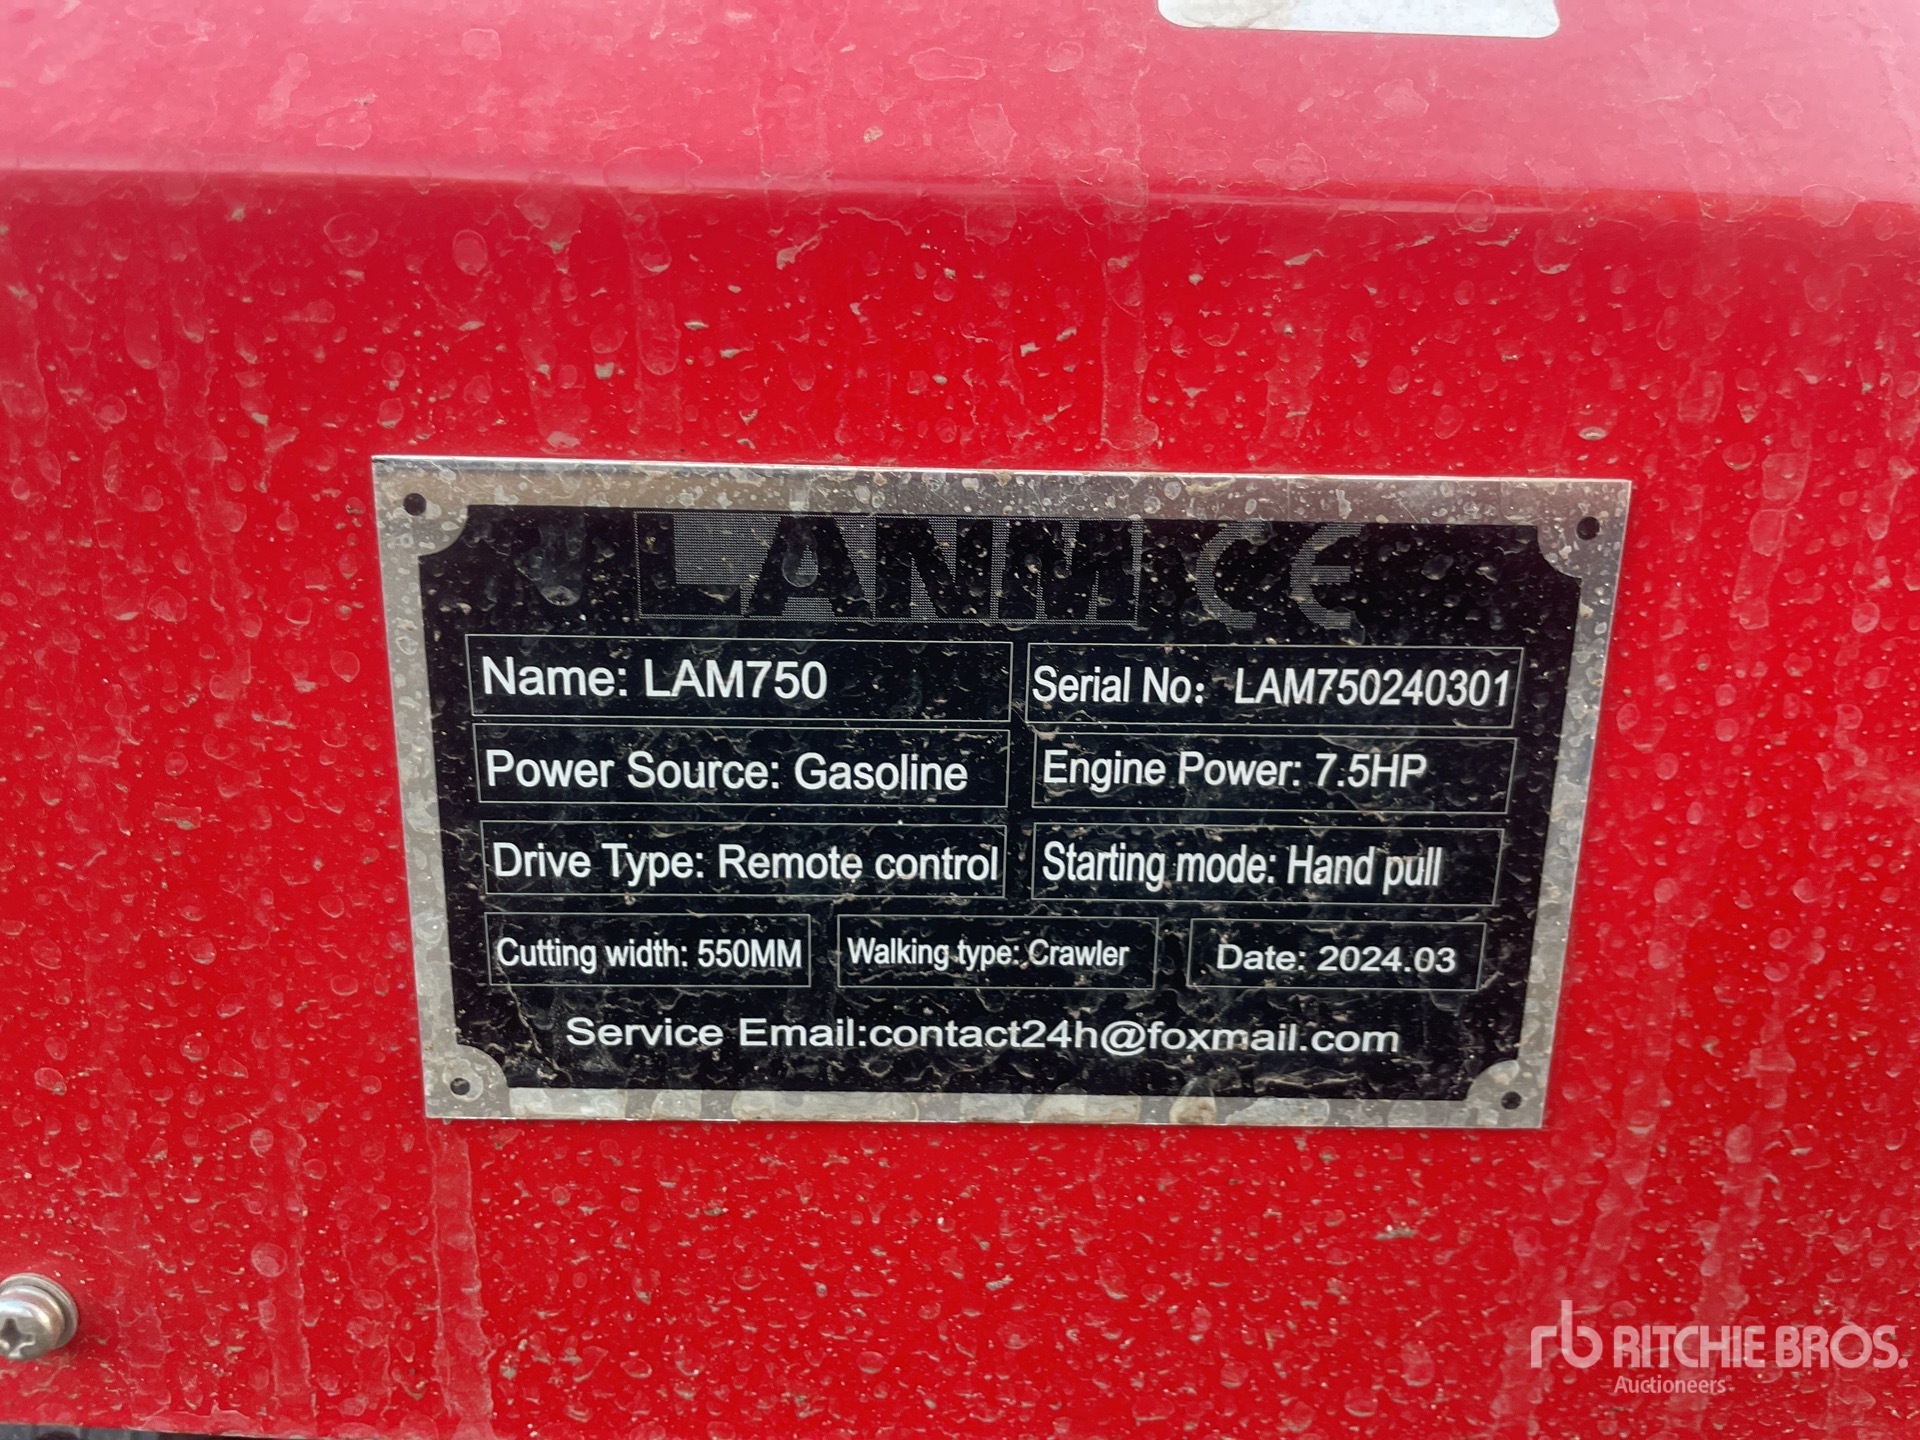 LANM CE
Name: LAM750 Serial No: LAM750240301
Power Source: Gasoline Engine Power: 7.5HP
Drive Type: Remote control Starting mode: Hand pull
Cutting width: 550MM Walking type: Crawler Date: 2024.03
Service Email:contact24h@foxmail.com
rb RITCHIE BROS.
Auctioneers